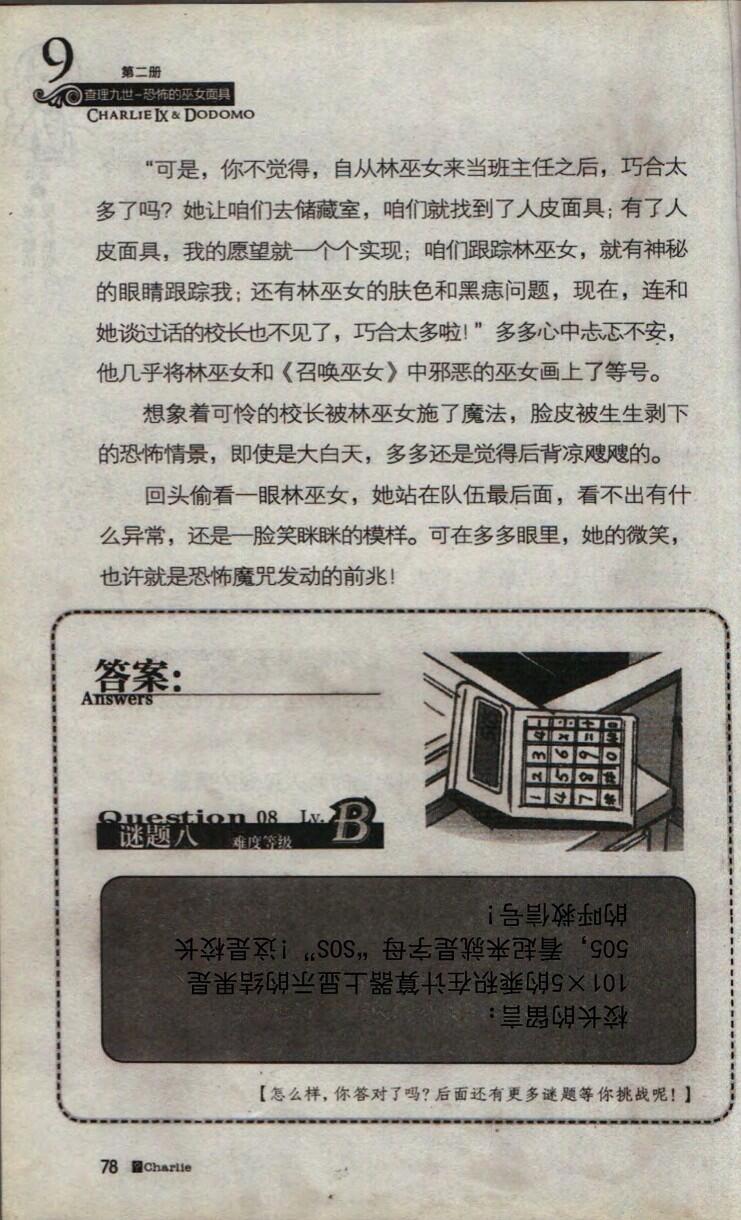 9
第二册
查理九世－恐怖的巫女面具
CHARLIE IX & DODOMO
“可是，你不觉得，自从林巫女来当班主任之后，巧合太
多了吗？她让咱们去储藏室，咱们就找到了人皮面具；有了人
皮面具，我的愿望就一个个实现；咱们跟踪林巫女，就有神秘
的眼睛跟踪我；还有林巫女的肤色和黑痣问题，现在，连和
她谈过话的校长也不见了，巧合太多啦！”多多心中忐忑不安，
他几乎将林巫女和《召唤巫女》中邪恶的巫女画上了等号。
想象着可怜的校长被林巫女施了魔法，脸皮被生生剥下
的恐怖情景，即使是大白天，多多还是觉得后背凉飕飕的。
回头偷看一眼林巫女，她站在队伍最后面，看不出有什
么异常，还是一脸笑眯眯的模样。可在多多眼里，她的微笑，
也许就是恐怖魔咒发动的前兆！
答案：
Answers
Question 08 Lv. B
谜题八 难度等级
校长的留言：
101×5的乘积在计算器上显示的结果是
505，看起来就是字母“SOS”！这是校长
的呼救信号！
【怎么样，你答对了吗？后面还有更多谜题等你挑战呢！】
78 Charlie